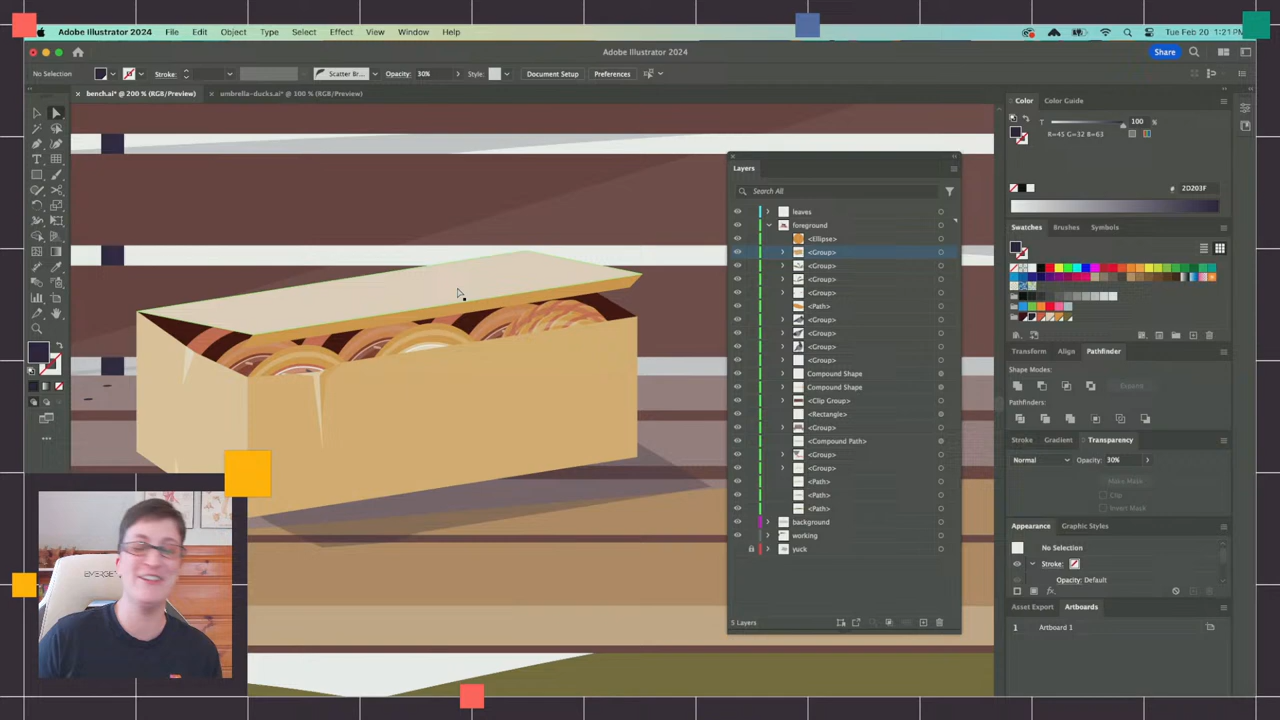 Adobe Illustrator 2024 File Edit Object Type Select Effect View Window Help Tue Feb 20 1:21 PM
Adobe Illustrator 2024
Share
No Selection Stroke: Scatter Br... Opacity: 30% Style: Document Setup Preferences
bench.ai* @ 200 % (RGB/Preview) umbrella-ducks.ai* @ 100 % (RGB/Preview)
Color Color Guide
T 100 %
R=45 G=32 B=63
# 2D203F
Swatches Brushes Symbols
Transform Align Pathfinder
Shape Modes:
Expand
Pathfinders:
Stroke Gradient Transparency
Normal Opacity: 30%
Make Mask
Clip
Invert Mask
Appearance Graphic Styles
No Selection
Stroke:
Opacity: Default
fx
Asset Export Artboards
1 Artboard 1
Layers
Search All
leaves
foreground
<Ellipse>
<Group>
<Group>
<Group>
<Group>
<Path>
<Group>
<Group>
<Group>
<Group>
Compound Shape
Compound Shape
<Clip Group>
<Rectangle>
<Group>
<Compound Path>
<Group>
<Group>
<Path>
<Path>
<Path>
background
working
yuck
5 Layers